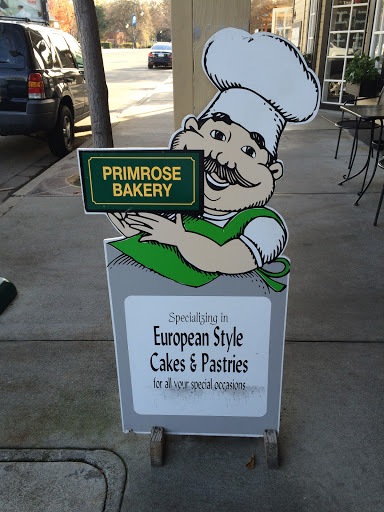 PRIMROSE
BAKERY
Specializing in
European Style
Cakes & Pastries
for all your special occasions